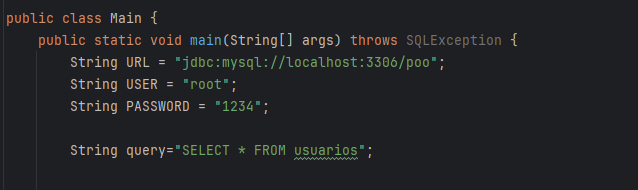 public class Main {
public static void main(String[] args) throws SQLException {
String URL = "jdbc:mysql://localhost:3306/poo";
String USER = "root";
String PASSWORD = "1234";
String query="SELECT * FROM usuarios";